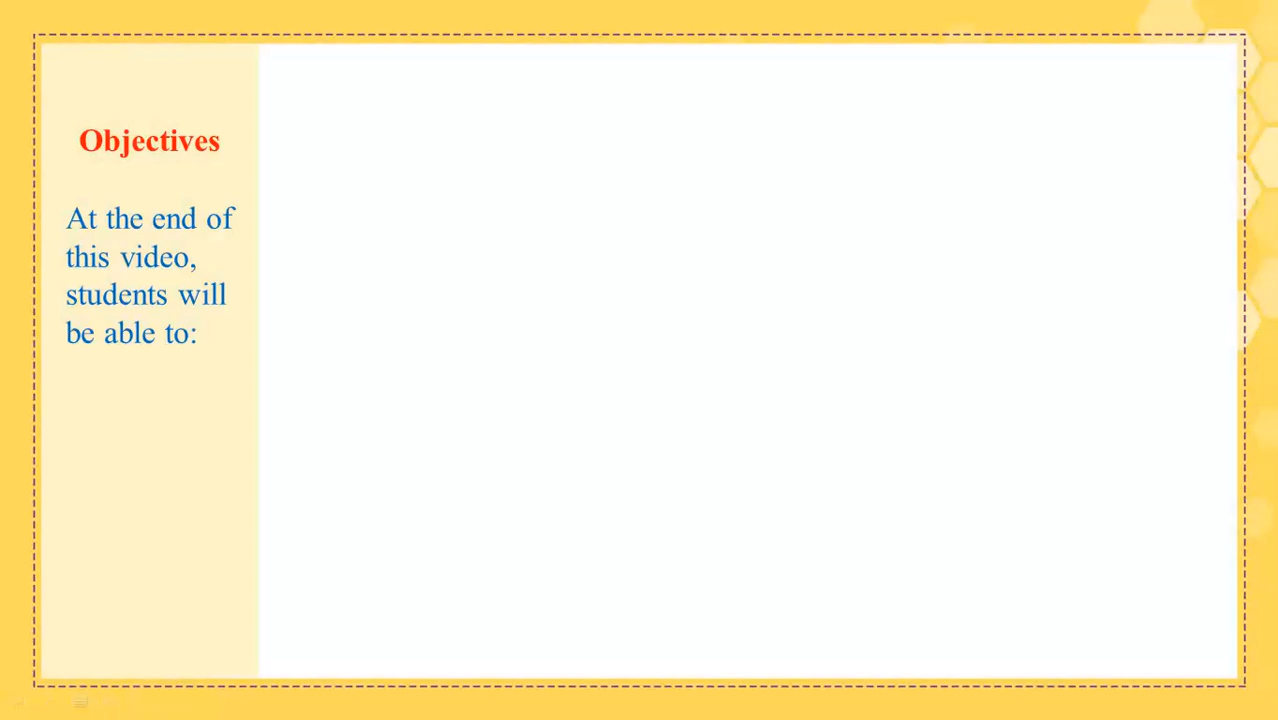 Objectives
At the end of
this video,
students will
be able to: